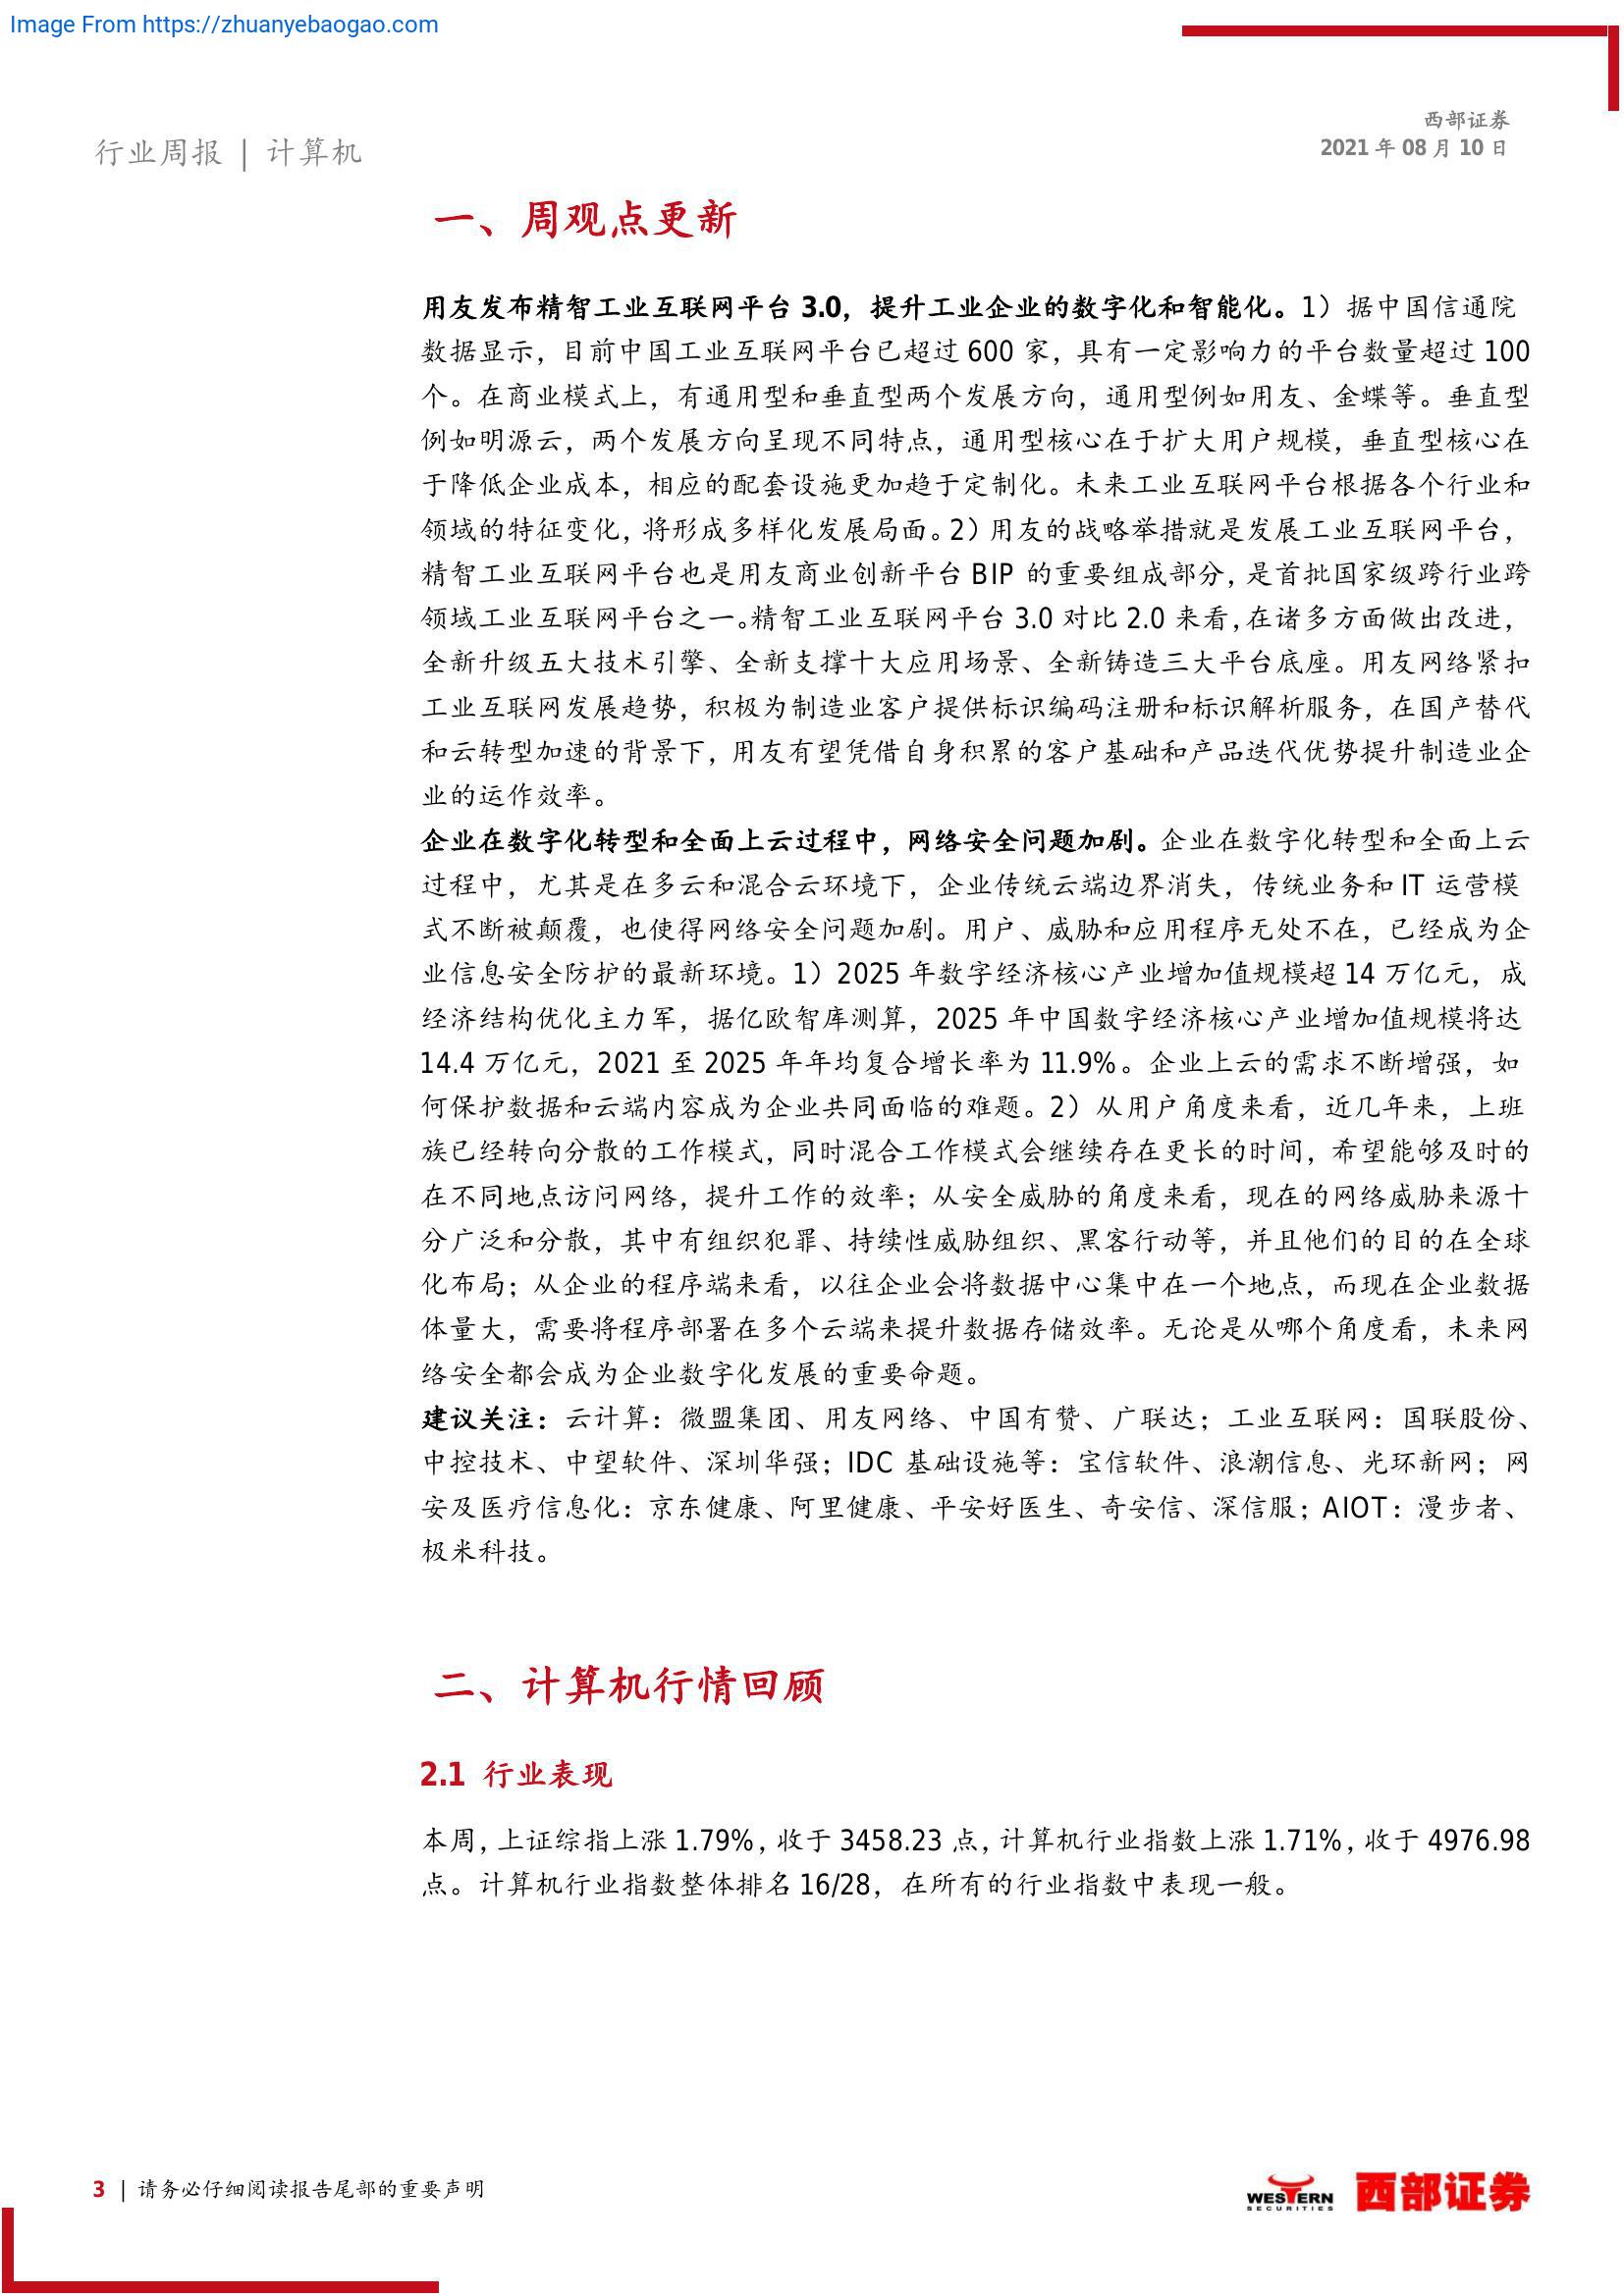 Image From https://zhuanyebaogao.com
西部证券
行业周报 | 计算机
2021 年 08 月 10 日
一、周观点更新
用友发布精智工业互联网平台 3.0，提升工业企业的数字化和智能化。1）据中国信通院
数据显示，目前中国工业互联网平台已超过 600 家，具有一定影响力的平台数量超过 100
个。在商业模式上，有通用型和垂直型两个发展方向，通用型例如用友、金蝶等。垂直型
例如明源云，两个发展方向呈现不同特点，通用型核心在于扩大用户规模，垂直型核心在
于降低企业成本，相应的配套设施更加趋于定制化。未来工业互联网平台根据各个行业和
领域的特征变化，将形成多样化发展局面。2）用友的战略举措就是发展工业互联网平台，
精智工业互联网平台也是用友商业创新平台 BIP 的重要组成部分，是首批国家级跨行业跨
领域工业互联网平台之一。精智工业互联网平台 3.0 对比 2.0 来看，在诸多方面做出改进，
全新升级五大技术引擎、全新支撑十大应用场景、全新铸造三大平台底座。用友网络紧扣
工业互联网发展趋势，积极为制造业客户提供标识编码注册和标识解析服务，在国产替代
和云转型加速的背景下，用友有望凭借自身积累的客户基础和产品迭代优势提升制造业企
业的运作效率。
企业在数字化转型和全面上云过程中，网络安全问题加剧。企业在数字化转型和全面上云
过程中，尤其是在多云和混合云环境下，企业传统云端边界消失，传统业务和 IT 运营模
式不断被颠覆，也使得网络安全问题加剧。用户、威胁和应用程序无处不在，已经成为企
业信息安全防护的最新环境。1）2025 年数字经济核心产业增加值规模超 14 万亿元，成
经济结构优化主力军，据亿欧智库测算，2025 年中国数字经济核心产业增加值规模将达
14.4 万亿元，2021 至 2025 年年均复合增长率为 11.9%。企业上云的需求不断增强，如
何保护数据和云端内容成为企业共同面临的难题。2）从用户角度来看，近几年来，上班
族已经转向分散的工作模式，同时混合工作模式会继续存在更长的时间，希望能够及时的
在不同地点访问网络，提升工作的效率；从安全威胁的角度来看，现在的网络威胁来源十
分广泛和分散，其中有组织犯罪、持续性威胁组织、黑客行动等，并且他们的目的在全球
化布局；从企业的程序端来看，以往企业会将数据中心集中在一个地点，而现在企业数据
体量大，需要将程序部署在多个云端来提升数据存储效率。无论是从哪个角度看，未来网
络安全都会成为企业数字化发展的重要命题。
建议关注：云计算：微盟集团、用友网络、中国有赞、广联达；工业互联网：国联股份、
中控技术、中望软件、深圳华强；IDC 基础设施等：宝信软件、浪潮信息、光环新网；网
安及医疗信息化：京东健康、阿里健康、平安好医生、奇安信、深信服；AIOT：漫步者、
极米科技。
二、计算机行情回顾
2.1 行业表现
本周，上证综指上涨 1.79%，收于 3458.23 点，计算机行业指数上涨 1.71%，收于 4976.98
点。计算机行业指数整体排名 16/28，在所有的行业指数中表现一般。
3 | 请务必仔细阅读报告尾部的重要声明
WESTERN
SECURITIES
西部证券